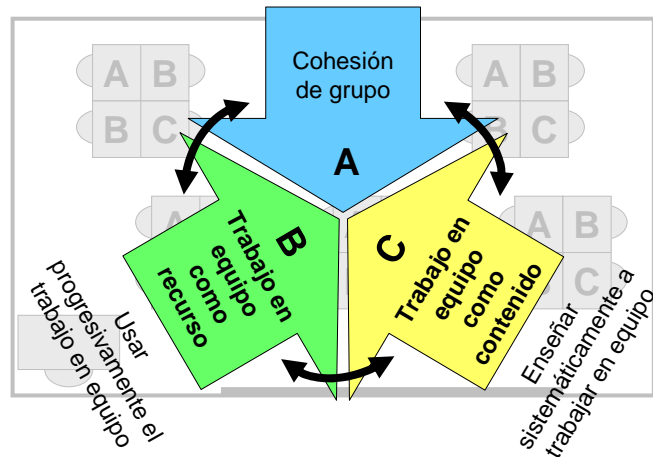 A B
B C
Cohesión
de grupo
A
A B
B C
A
B
Trabajo en
equipo
como
recurso
C
Trabajo en
equipo
como
contenido
A B
C
Usar
progresivamente el
trabajo en equipo
Enseñar
sistemáticamente a
trabajar en equipo